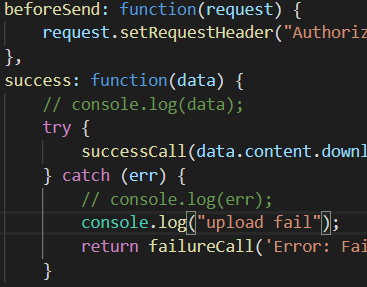 beforeSend: function(request) {
    request.setRequestHeader("Authoriz
},
success: function(data) {
    // console.log(data);
    try {
        successCall(data.content.downl
    } catch (err) {
        // console.log(err);
        console.log("upload fail");
        return failureCall('Error: Fai
    }